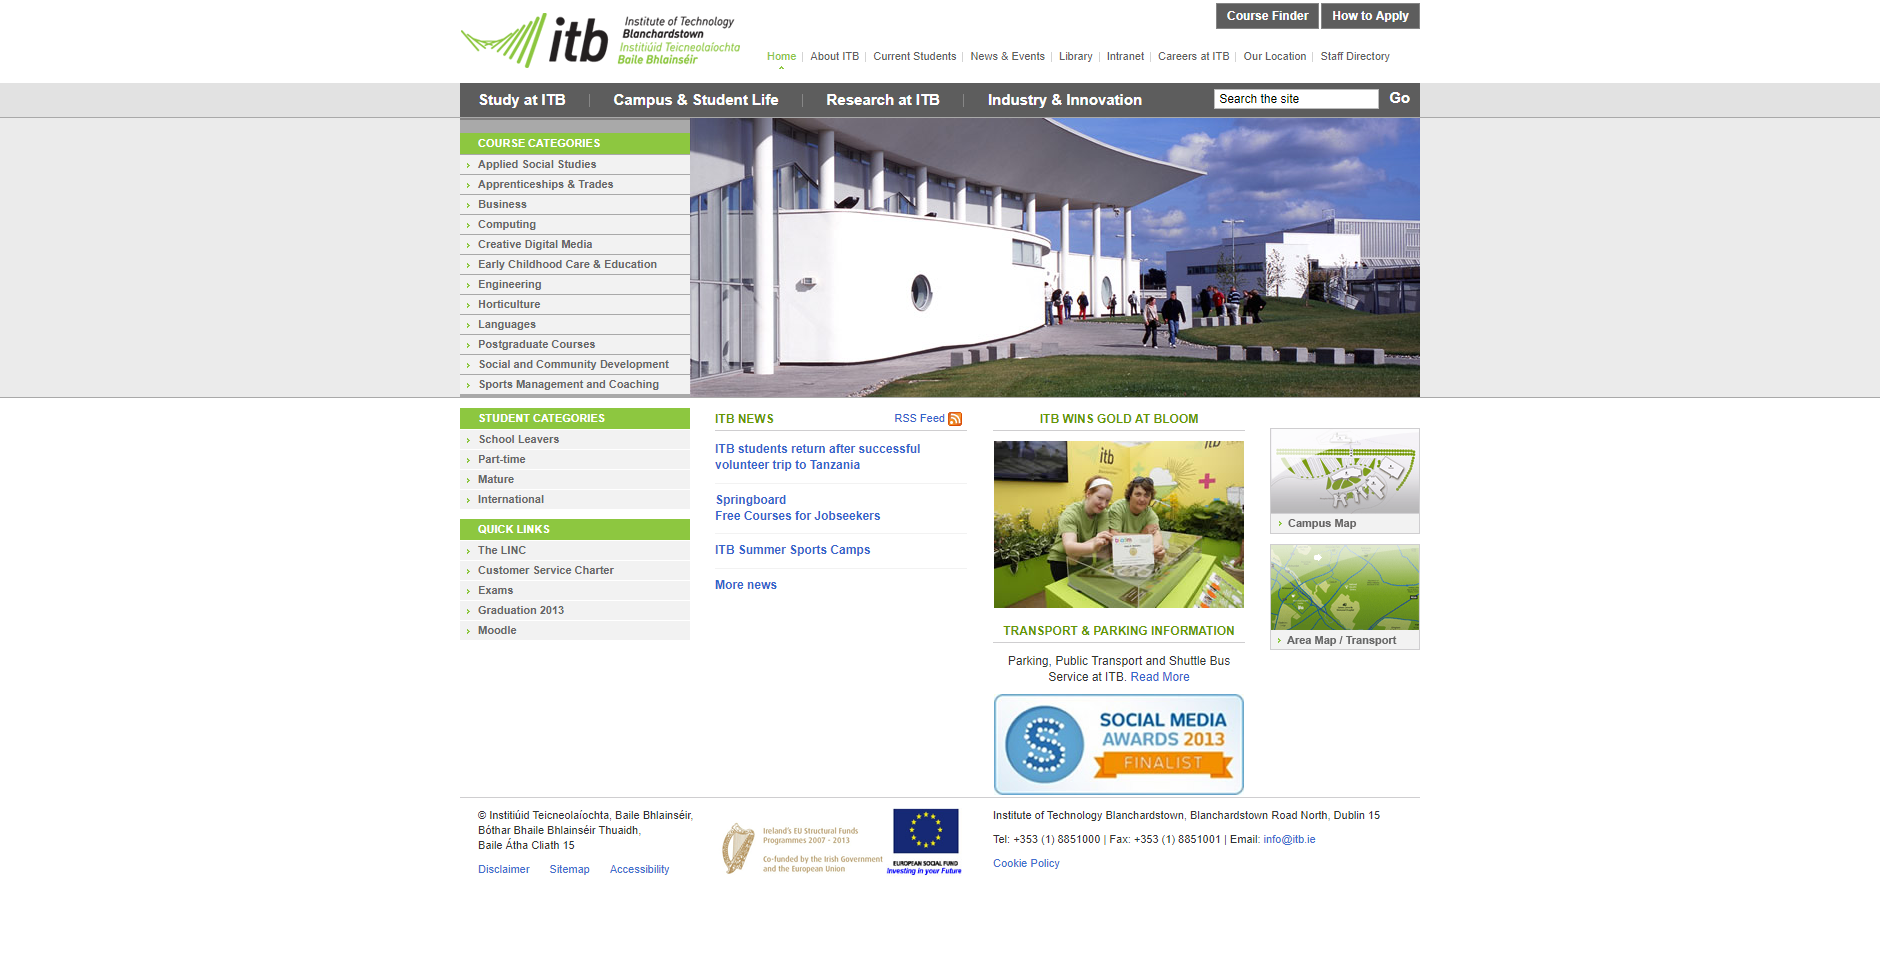 Institute of Technology
Blanchardstown
Institiúid Teicneolaíochta
Baile Bhlainséir
itb
Course Finder
How to Apply
Home
About ITB
Current Students
News & Events
Library
Intranet
Careers at ITB
Our Location
Staff Directory
Study at ITB
Campus & Student Life
Research at ITB
Industry & Innovation
Search the site
Go
COURSE CATEGORIES
Applied Social Studies
Apprenticeships & Trades
Business
Computing
Creative Digital Media
Early Childhood Care & Education
Engineering
Horticulture
Languages
Postgraduate Courses
Social and Community Development
Sports Management and Coaching
STUDENT CATEGORIES
School Leavers
Part-time
Mature
International
QUICK LINKS
The LINC
Customer Service Charter
Exams
Graduation 2013
Moodle
ITB NEWS
RSS Feed
ITB students return after successful
volunteer trip to Tanzania
Springboard
Free Courses for Jobseekers
ITB Summer Sports Camps
More news
ITB WINS GOLD AT BLOOM
itb
TRANSPORT & PARKING INFORMATION
Parking, Public Transport and Shuttle Bus
Service at ITB. Read More
SOCIAL MEDIA
AWARDS 2013
FINALIST
Campus Map
Area Map / Transport
© Institiúid Teicneolaíochta, Baile Bhlainséir,
Bóthar Bhaile Bhlainséir Thuaidh,
Baile Átha Cliath 15
Disclaimer
Sitemap
Accessibility
Ireland's EU Structural Funds
Programmes 2007 - 2013
Co-funded by the Irish Government
and the European Union
EUROPEAN SOCIAL FUND
Investing in your Future
Institute of Technology Blanchardstown, Blanchardstown Road North, Dublin 15
Tel: +353 (1) 8851000 | Fax: +353 (1) 8851001 | Email: info@itb.ie
Cookie Policy